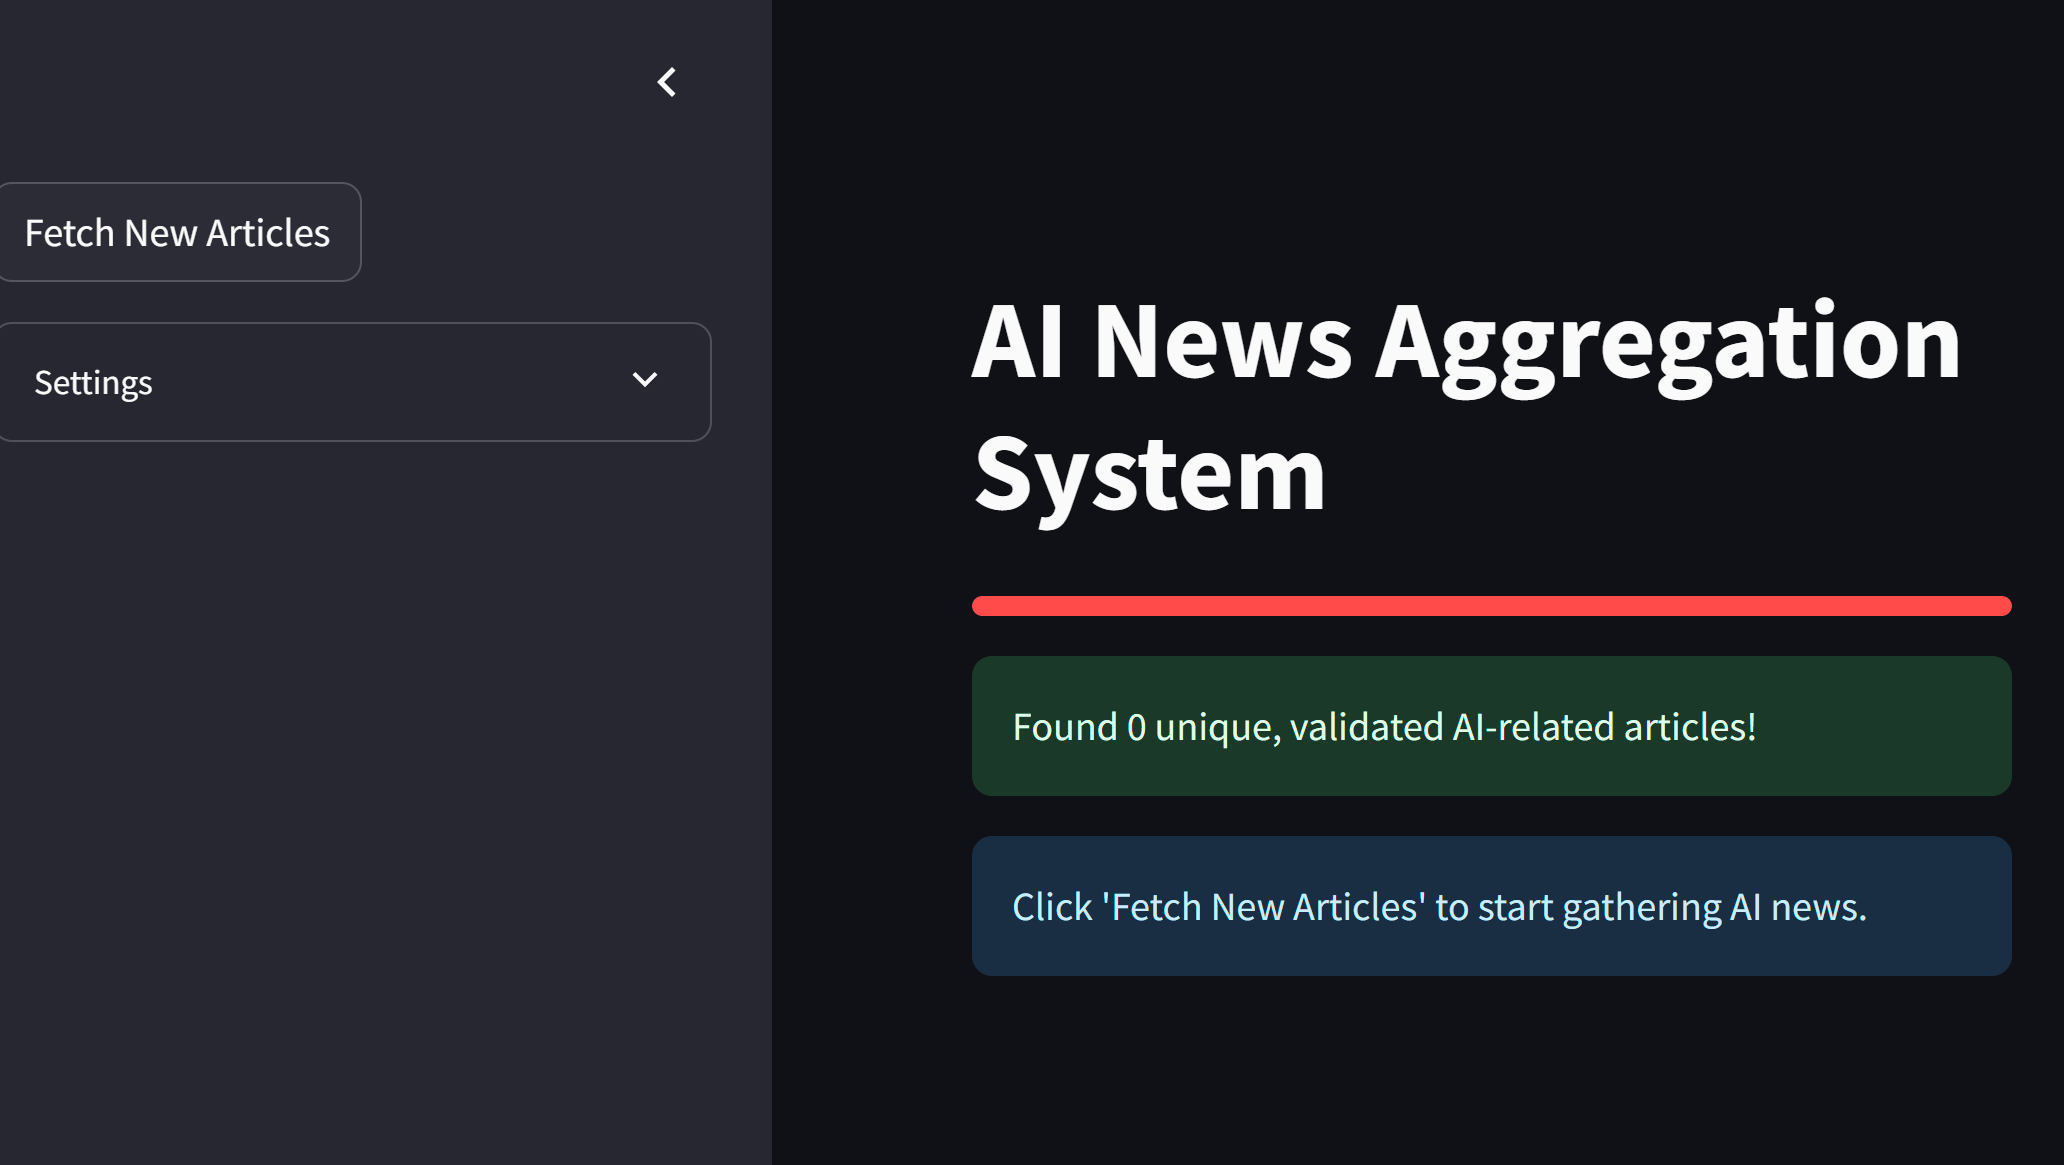 Fetch New Articles
Settings
AI News Aggregation
System
Found 0 unique, validated AI-related articles!
Click 'Fetch New Articles' to start gathering AI news.